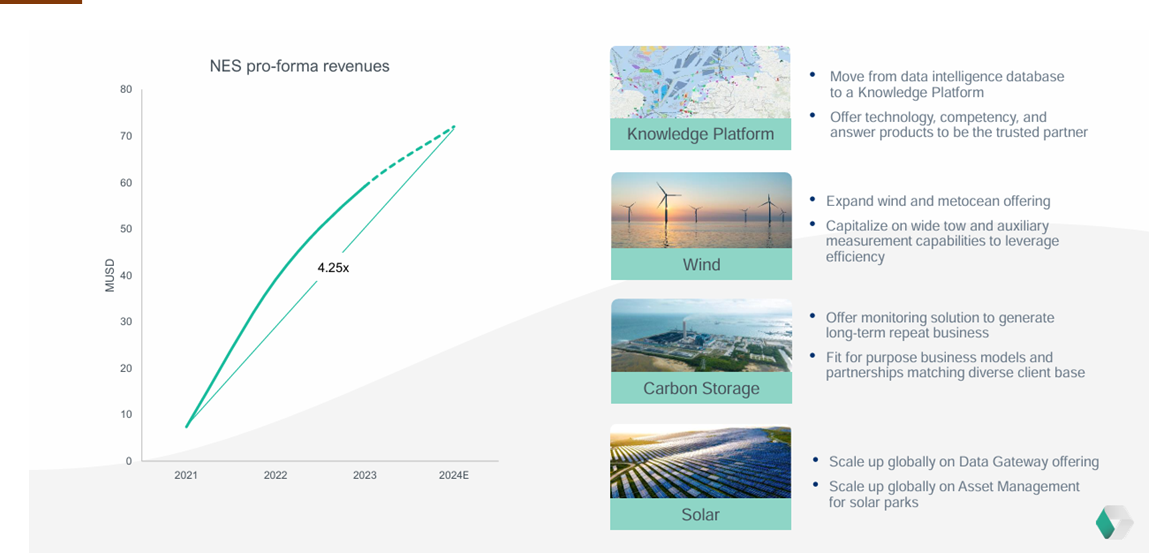 NES pro-forma revenues
80
70
60
50
40
30
20
10
0
MUSD
4.25x
2021
2022
2023
2024E
Knowledge Platform
• Move from data intelligence database
to a Knowledge Platform
• Offer technology, competency, and
answer products to be the trusted partner
Wind
• Expand wind and metocean offering
• Capitalize on wide tow and auxiliary
measurement capabilities to leverage
efficiency
Carbon Storage
• Offer monitoring solution to generate
long-term repeat business
• Fit for purpose business models and
partnerships matching diverse client base
Solar
• Scale up globally on Data Gateway offering
• Scale up globally on Asset Management
for solar parks